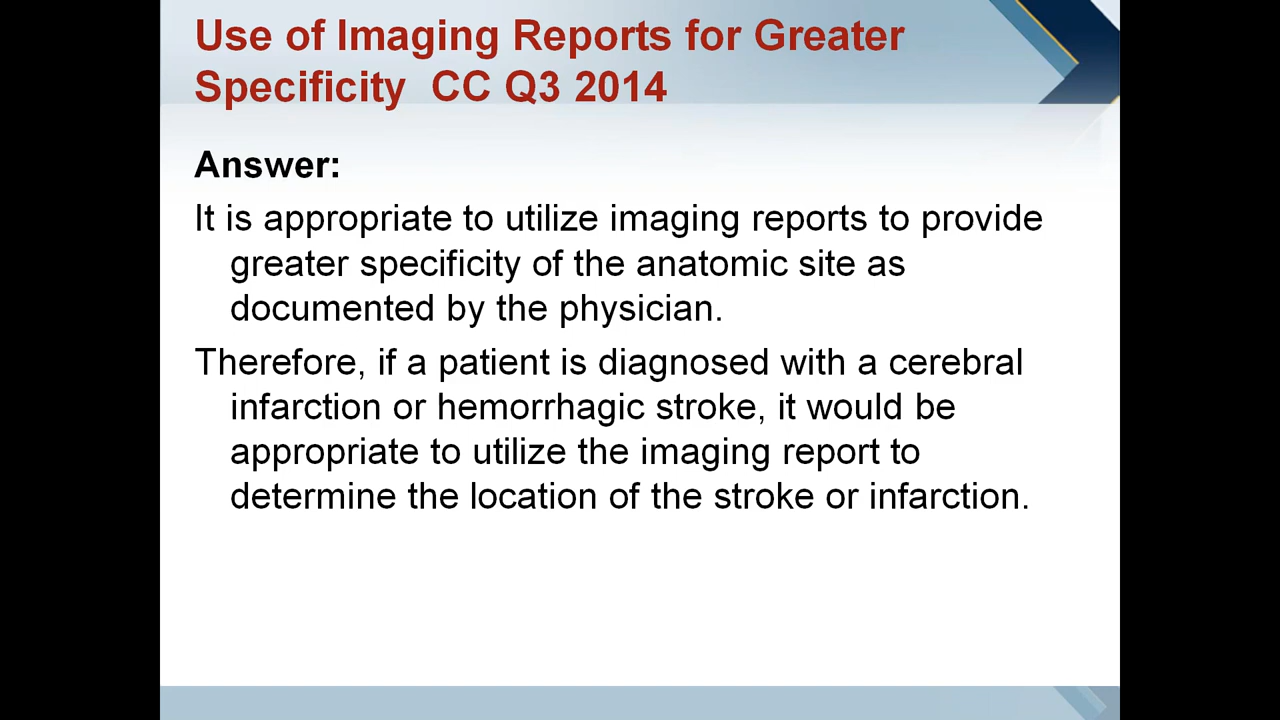 Use of Imaging Reports for Greater
Specificity  CC Q3 2014
Answer:
It is appropriate to utilize imaging reports to provide
greater specificity of the anatomic site as
documented by the physician.
Therefore, if a patient is diagnosed with a cerebral
infarction or hemorrhagic stroke, it would be
appropriate to utilize the imaging report to
determine the location of the stroke or infarction.